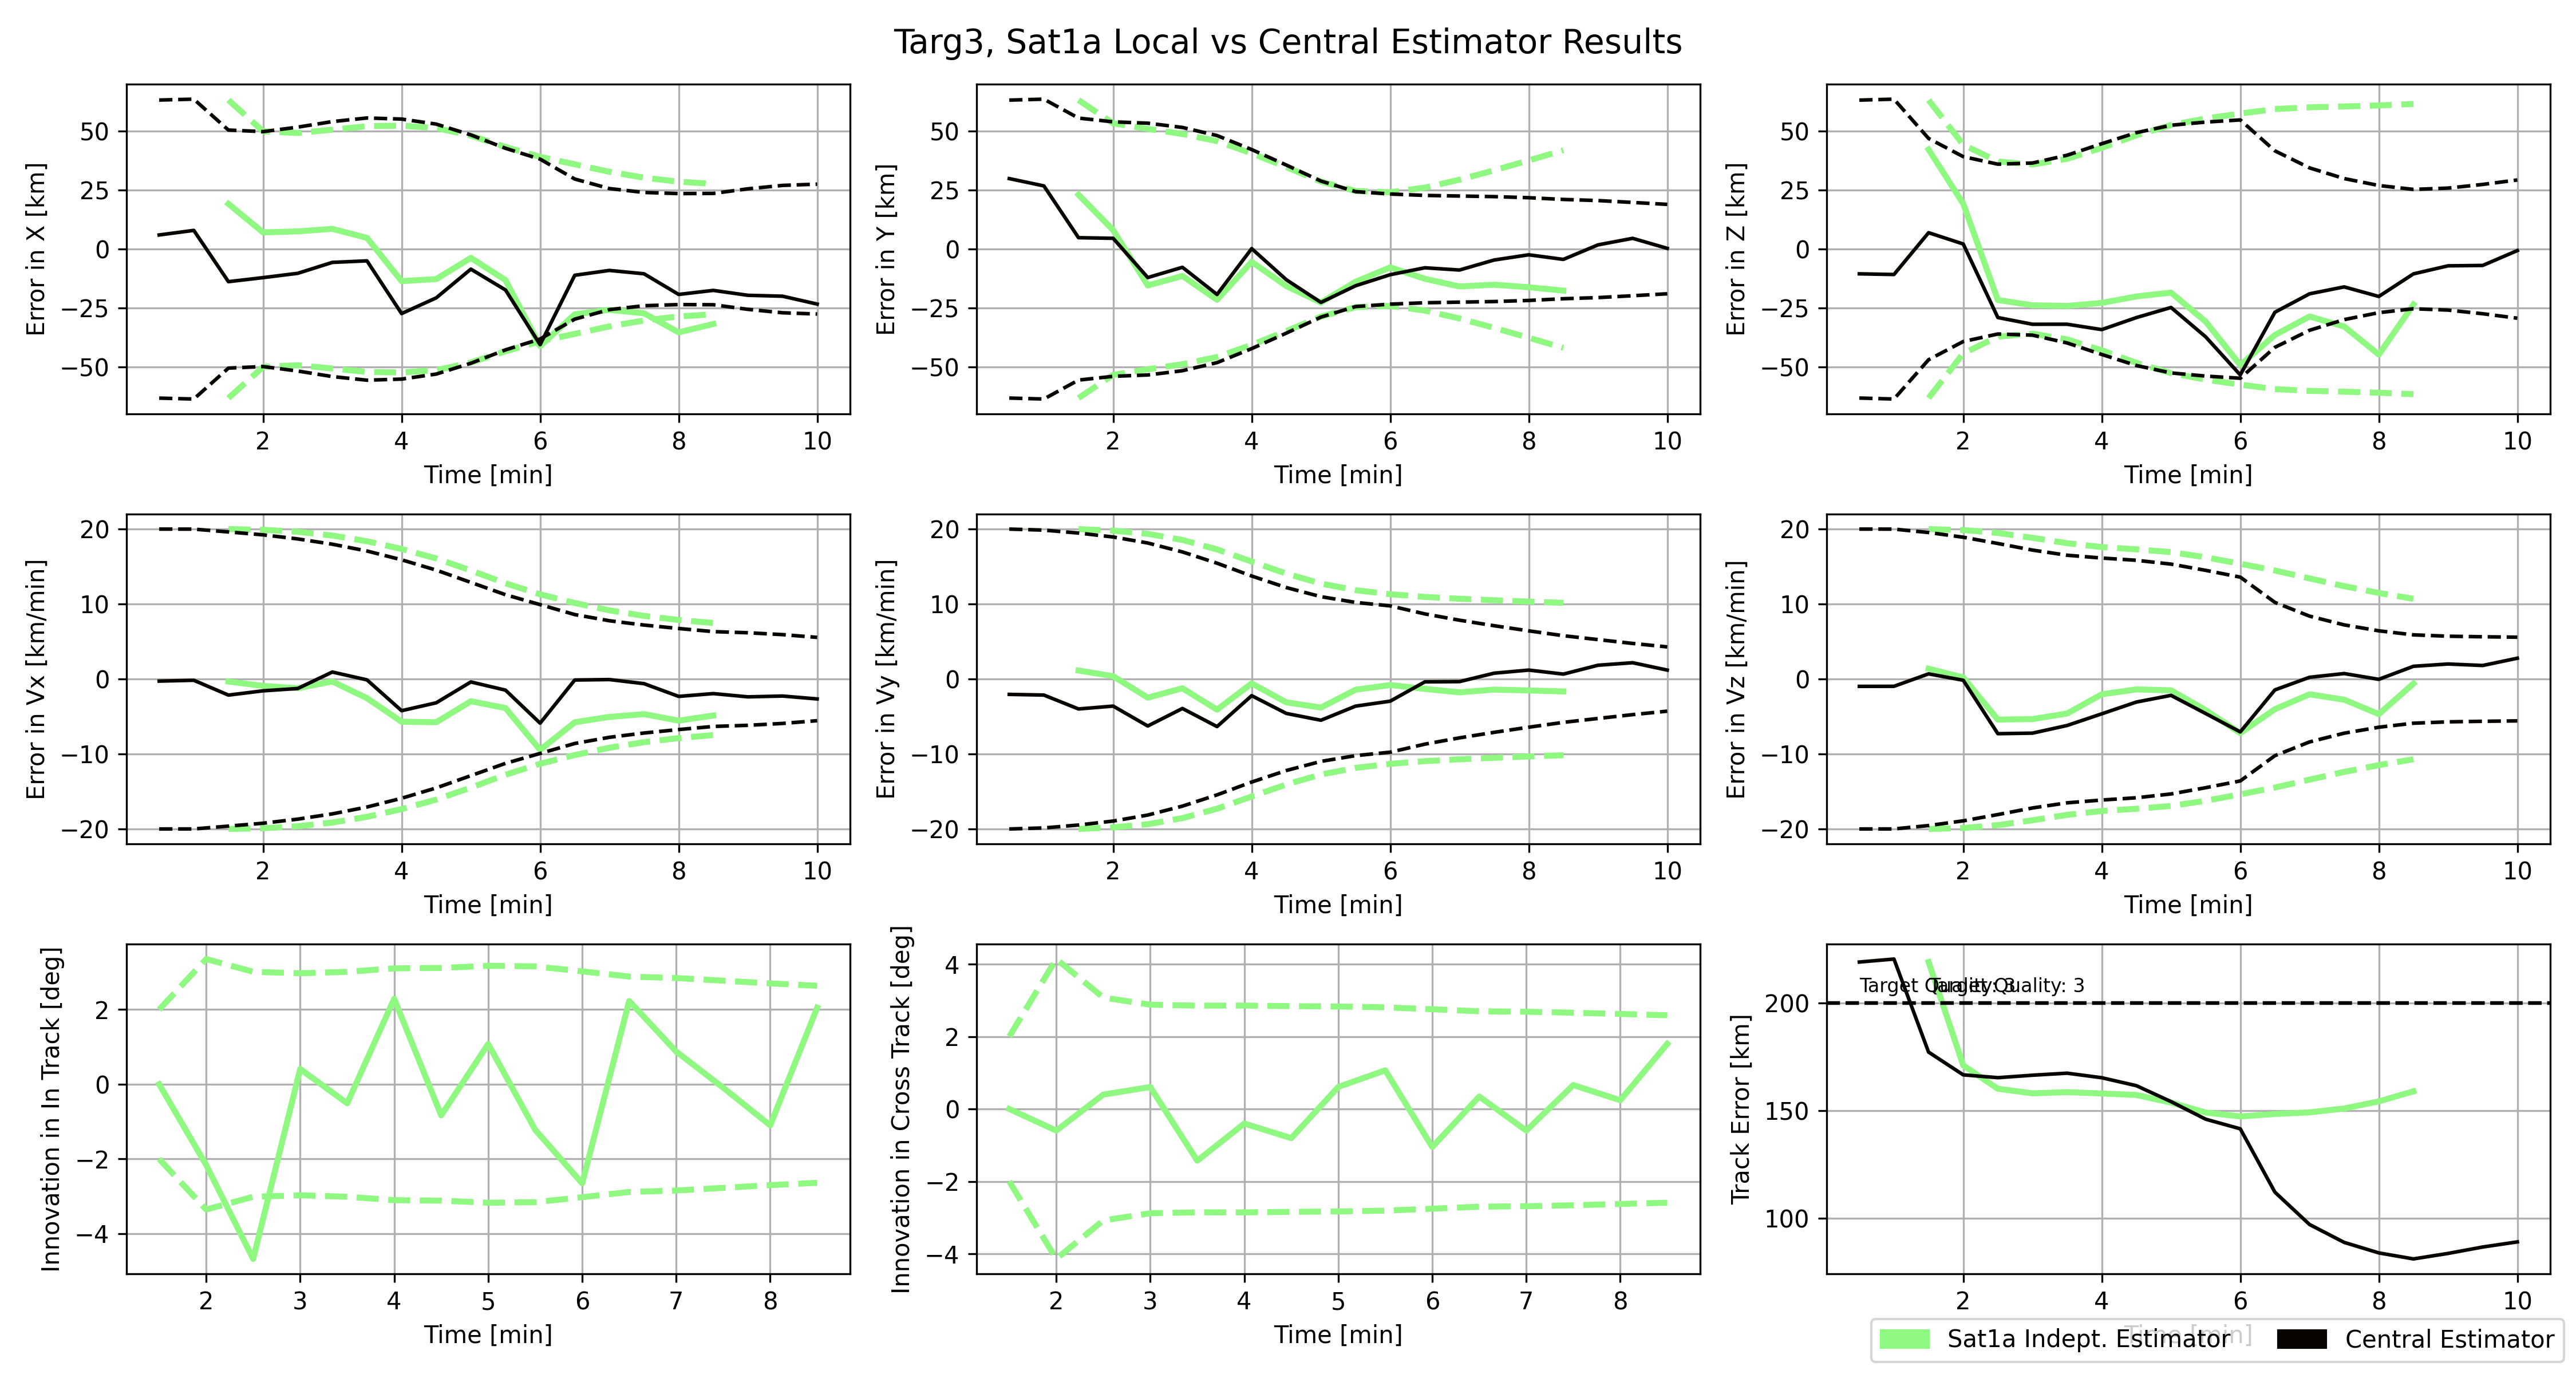 Targ3, Sat1a Local vs Central Estimator Results
Error in X [km]
50
25
0
−25
−50
2 4 6 8 10
Time [min]
Error in Y [km]
50
25
0
−25
−50
2 4 6 8 10
Time [min]
Error in Z [km]
50
25
0
−25
−50
2 4 6 8 10
Time [min]
Error in Vx [km/min]
20
10
0
−10
−20
2 4 6 8 10
Time [min]
Error in Vy [km/min]
20
10
0
−10
−20
2 4 6 8 10
Time [min]
Error in Vz [km/min]
20
10
0
−10
−20
2 4 6 8 10
Time [min]
Innovation in In Track [deg]
2
0
−2
−4
2 3 4 5 6 7 8
Time [min]
Innovation in Cross Track [deg]
4
2
0
−2
−4
2 3 4 5 6 7 8
Time [min]
Track Error [km]
Target Quality: 3
Target Quality: 3
200
150
100
2 4 6 8 10
Time [min]
Sat1a Indept. Estimator
Central Estimator